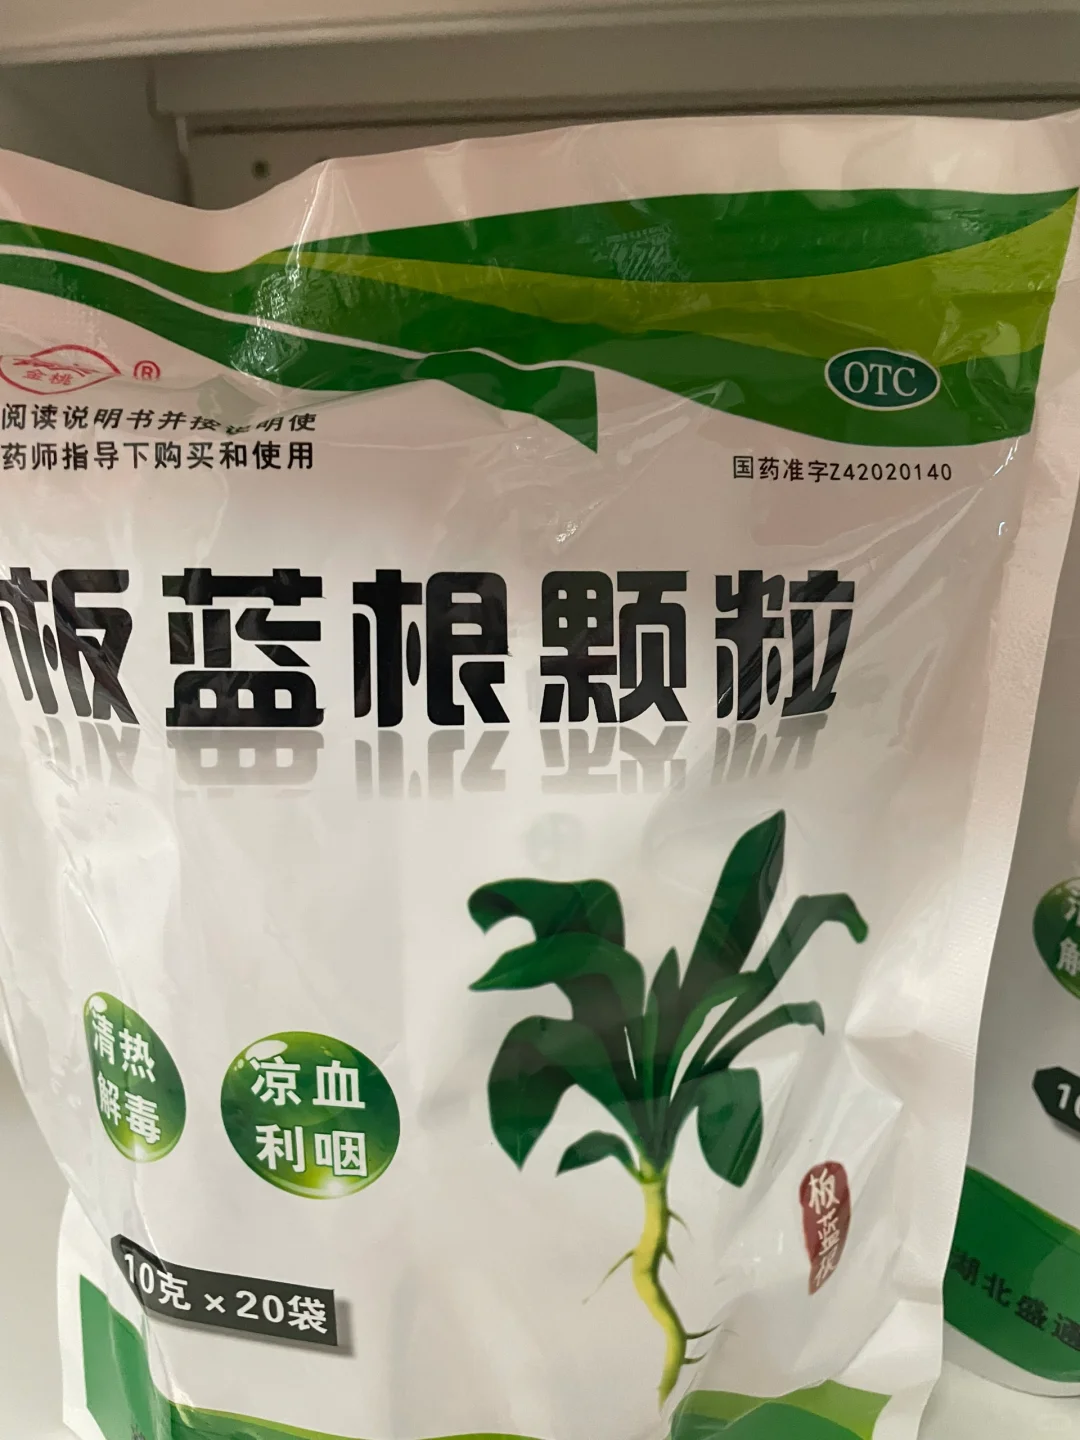 金桃®
阅读说明书并按说明使
药师指导下购买和使用
OTC
国药准字Z42020140
板蓝根颗粒
清热
解毒
凉血
利咽
10克×20袋
板蓝根
湖北盛通